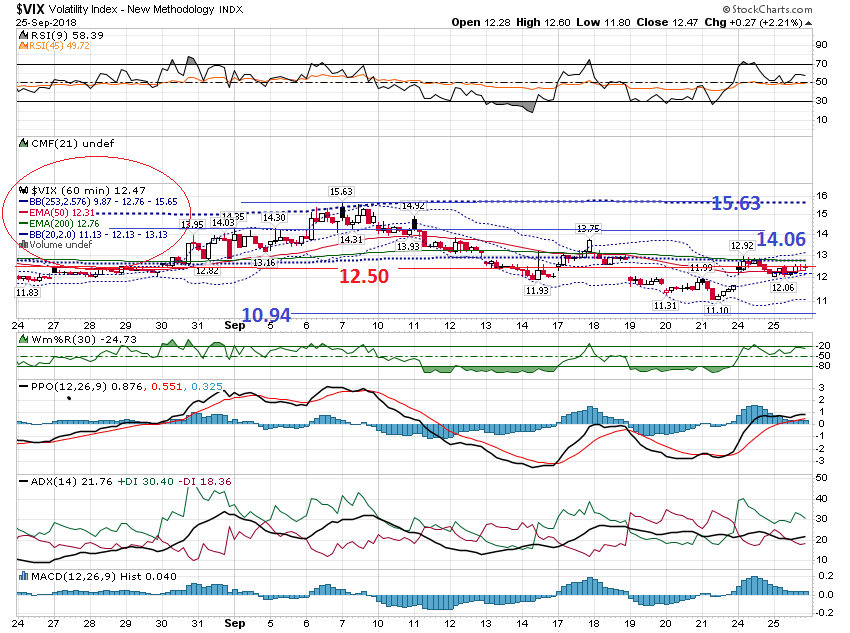 $VIX Volatility Index - New Methodology INDX
© StockCharts.com
25-Sep-2018
Open 12.28 High 12.60 Low 11.80 Close 12.47 Chg +0.27 (+2.21%)
RSI(9) 58.39
RSI(45) 49.72
90
70
50
30
10
CMF(21) undef
$VIX (60 min) 12.47
BB(253,2.576) 9.87 - 12.76 - 15.65
EMA(50) 12.31
EMA(200) 12.76
BB(20,2.0) 11.13 - 12.13 - 13.13
Volume undef
15.63
14.92
14.35
14.30
14.03
13.95
14.31
13.93
13.75
13.16
12.82
12.92
11.99
12.06
11.93
11.83
11.31
11.10
15.63
14.06
12.50
10.94
16
15
14
13
12
11
24 27 28 29 30 31 Sep 5 6 7 10 11 12 13 14 17 18 19 20 21 24 25
Wm%R(30) -24.73
-20
-50
-80
PPO(12,26,9) 0.876, 0.551, 0.325
3
2
1
0
-1
-2
-3
ADX(14) 21.76 +DI 30.40 -DI 18.36
50
40
30
20
10
MACD(12,26,9) Hist 0.040
0.2
0.0
-0.2
24 27 28 29 30 31 Sep 5 6 7 10 11 12 13 14 17 18 19 20 21 24 25